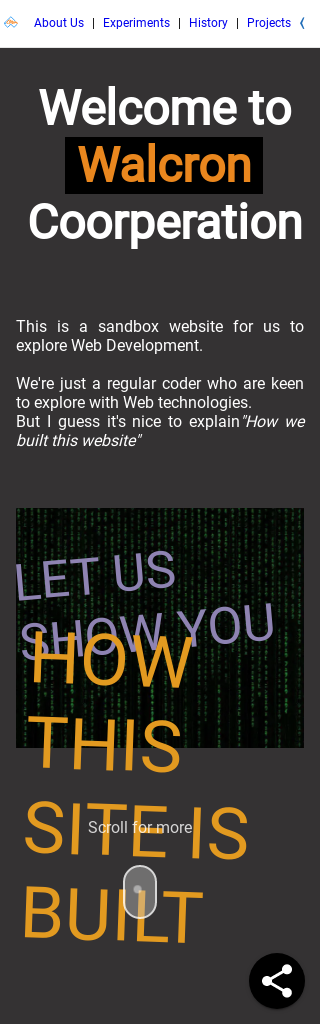 About Us | Experiments | History | Projects
Welcome to
Walcron
Coorperation
This is a sandbox website for us to
explore Web Development.
We're just a regular coder who are keen
to explore with Web technologies.
But I guess it's nice to explain "How we
built this website"
LET US
SHOW YOU
HOW
THIS
SITE IS
BUILT
Scroll for more